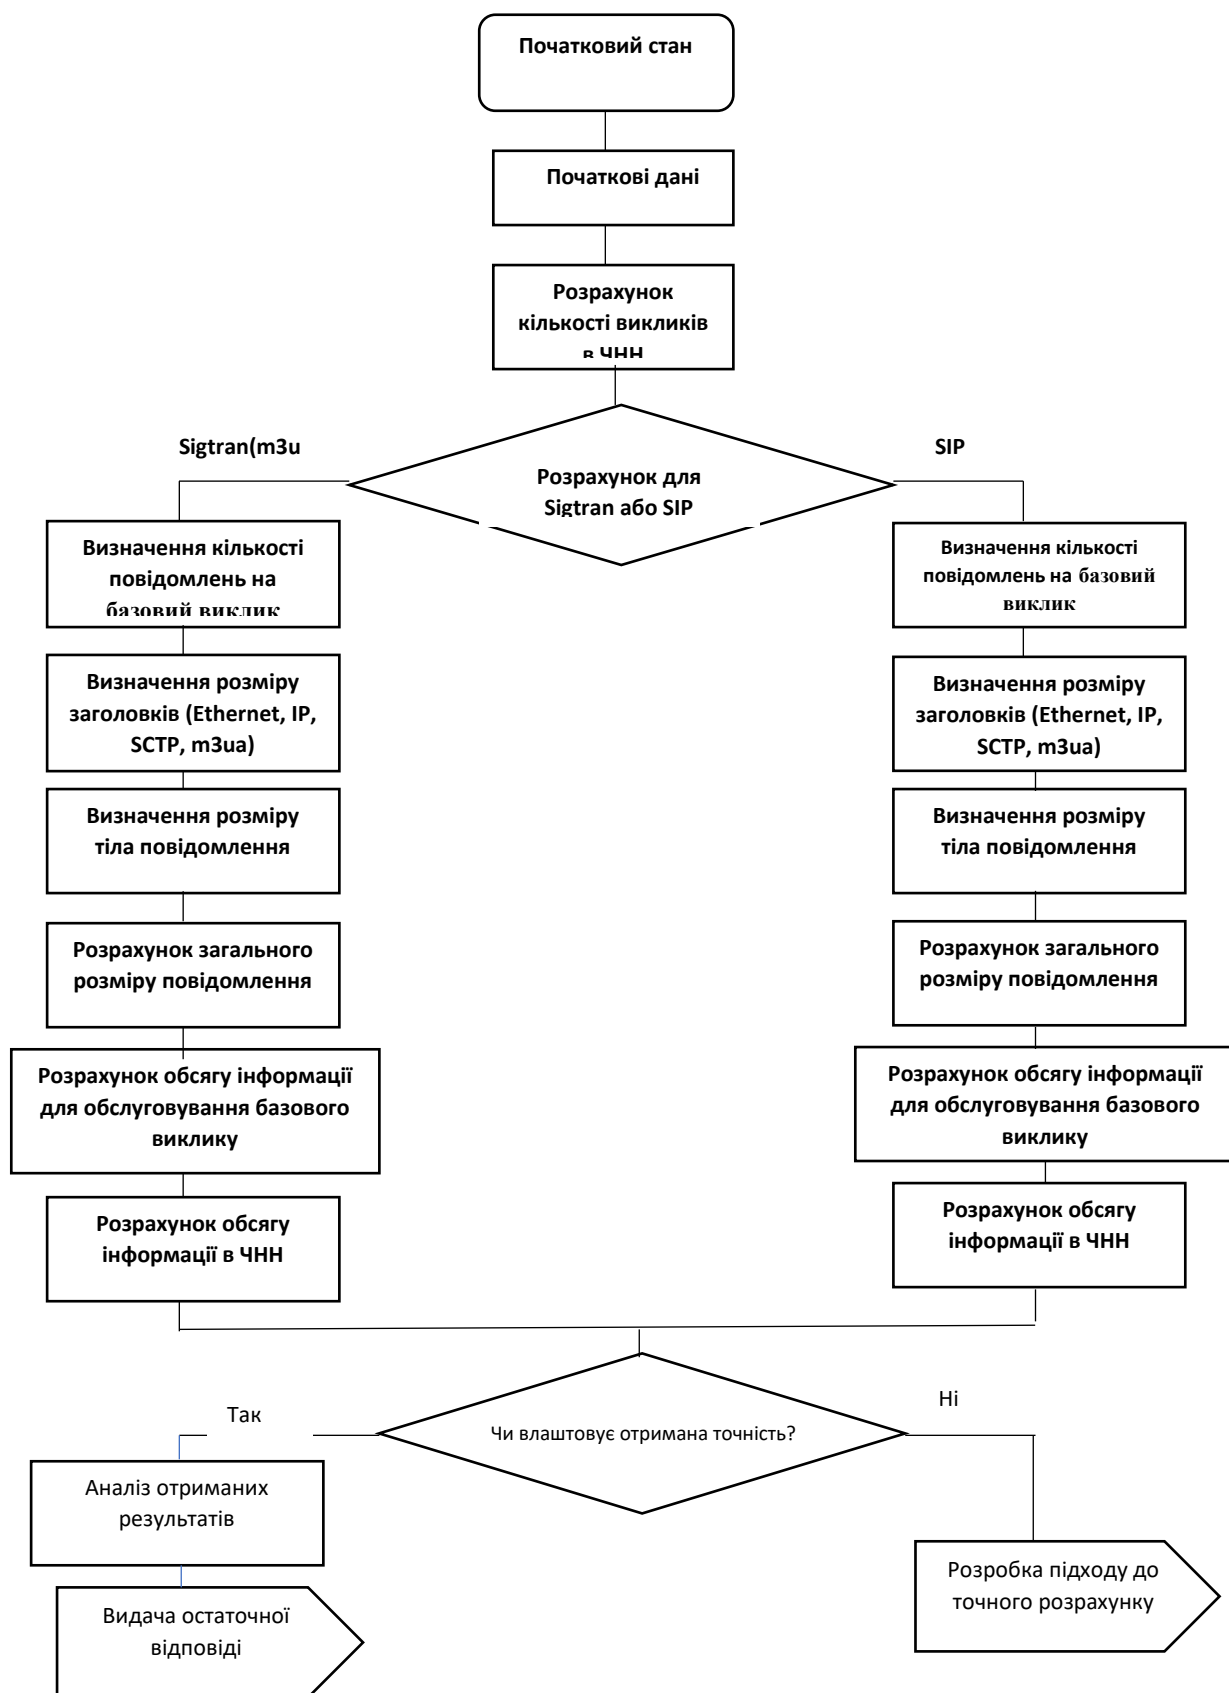 Початковий стан
Початкові дані
Розрахунок
кількості викликів
в ЧНН
Sigtran(m3u
SIP
Розрахунок для
Sigtran або SIP
Визначення кількості
повідомлень на
базовий виклик
Визначення кількості
повідомлень на базовий
виклик
Визначення розміру
заголовків (Ethernet, IP,
SCTP, m3ua)
Визначення розміру
заголовків (Ethernet, IP,
SCTP, m3ua)
Визначення розміру
тіла повідомлення
Визначення розміру
тіла повідомлення
Розрахунок загального
розміру повідомлення
Розрахунок загального
розміру повідомлення
Розрахунок обсягу інформації
для обслуговування базового
виклику
Розрахунок обсягу інформації
для обслуговування базового
виклику
Розрахунок обсягу
інформації в ЧНН
Розрахунок обсягу
інформації в ЧНН
Так
Ні
Чи влаштовує отримана точність?
Аналіз отриманих
результатів
Видача остаточної
відповіді
Розробка підходу до
точного розрахунку